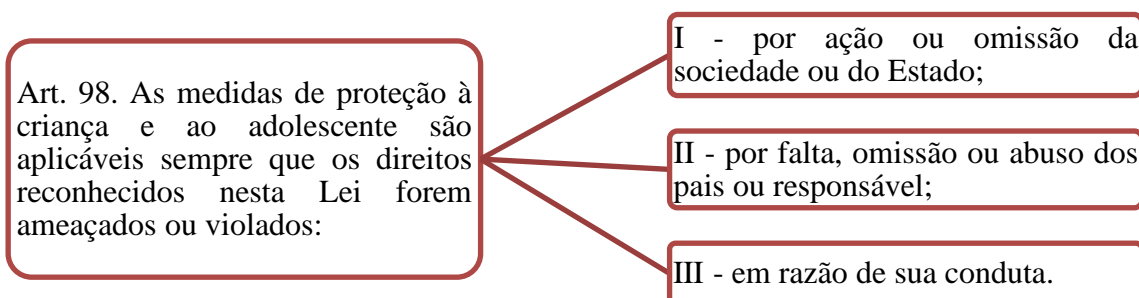 Art. 98. As medidas de proteção à
criança e ao adolescente são
aplicáveis sempre que os direitos
reconhecidos nesta Lei forem
ameaçados ou violados:
I - por ação ou omissão da
sociedade ou do Estado;
II - por falta, omissão ou abuso dos
pais ou responsável;
III - em razão de sua conduta.